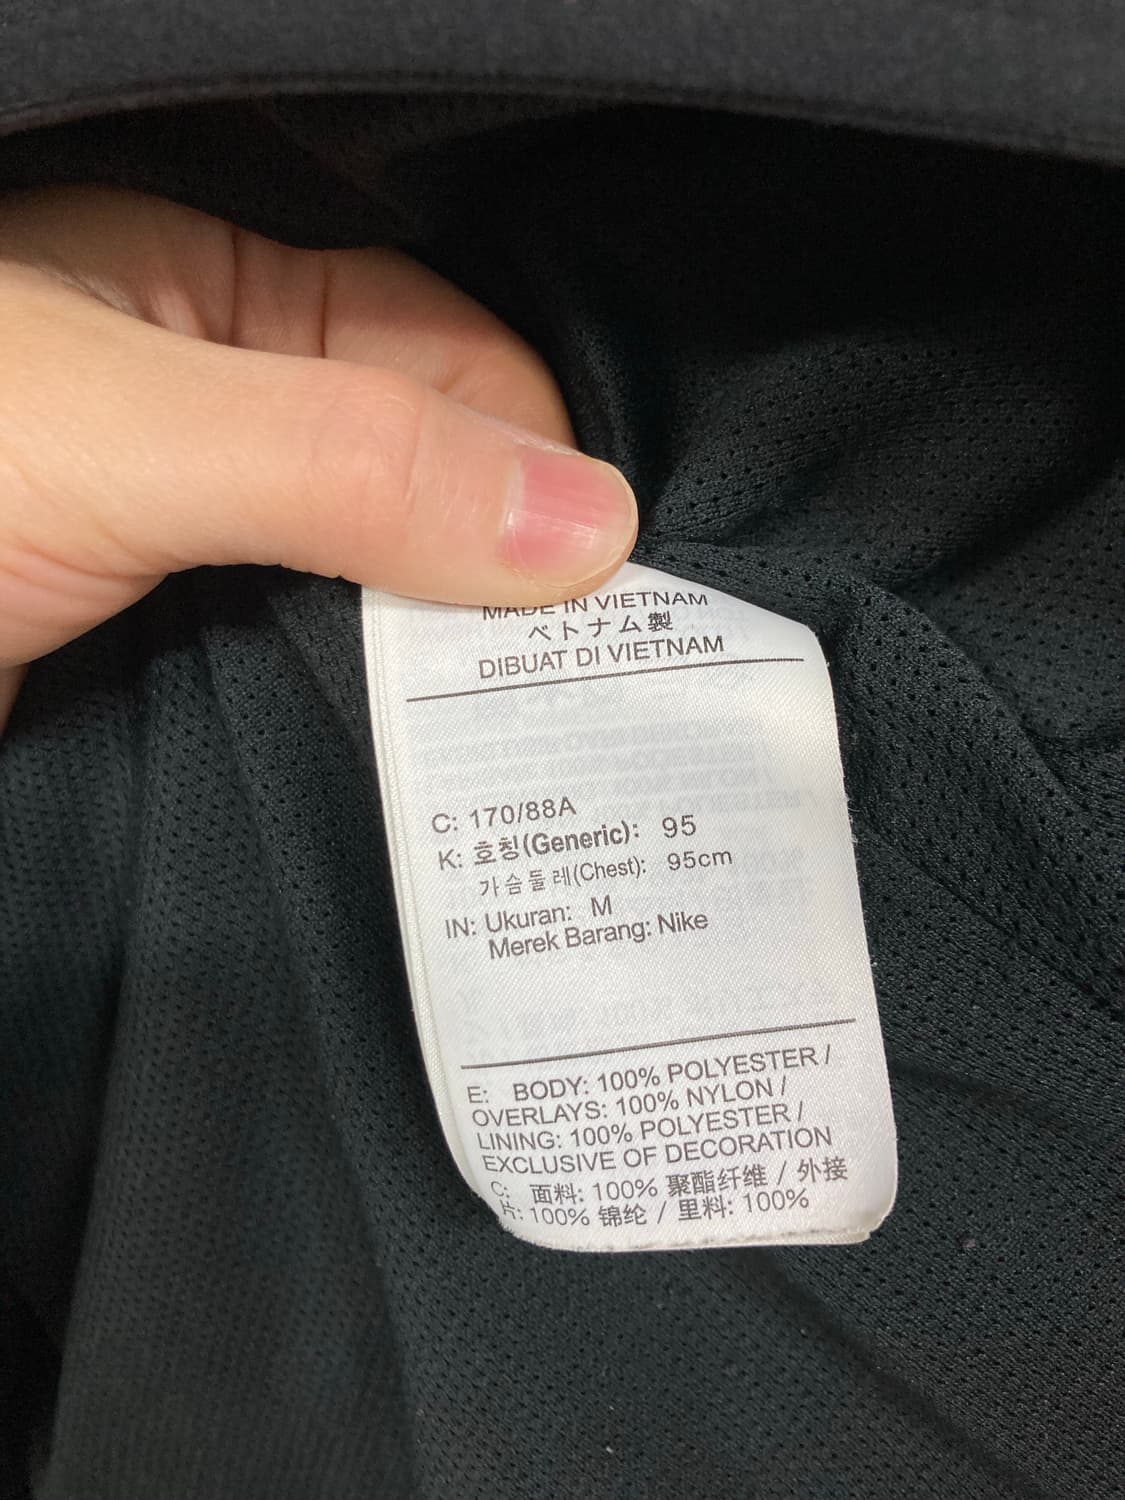 MADE IN VIETNAM
ベトナム製
DIBUAT DI VIETNAM
C: 170/88A
K: 호칭(Generic): 95
가슴둘레(Chest): 95cm
IN: Ukuran: M
Merek Barang: Nike
E: BODY: 100% POLYESTER /
OVERLAYS: 100% NYLON /
LINING: 100% POLYESTER /
EXCLUSIVE OF DECORATION
C: 面料: 100% 聚酯纤维 / 外接
片: 100% 锦纶 / 里料: 100%